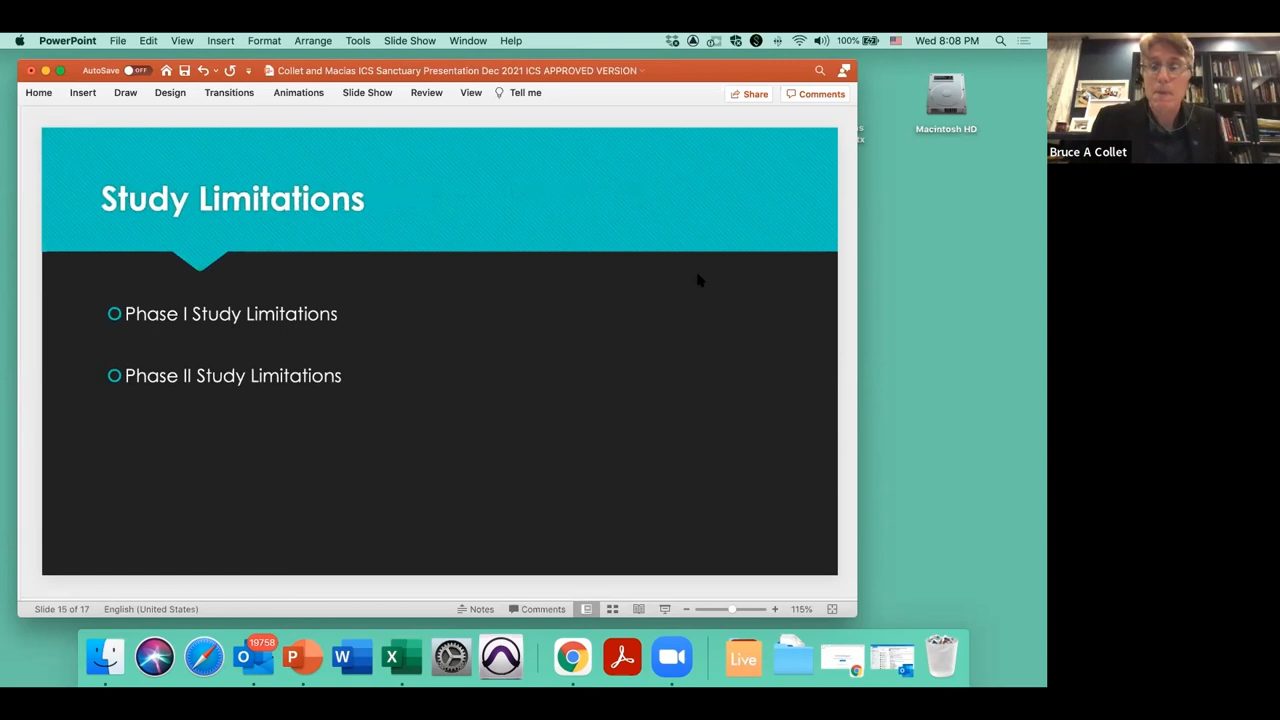 PowerPoint File Edit View Insert Format Arrange Tools Slide Show Window Help 100% Wed 8:08 PM
AutoSave OFF Collet and Macias ICS Sanctuary Presentation Dec 2021 ICS APPROVED VERSION
Home Insert Draw Design Transitions Animations Slide Show Review View Tell me Share Comments
Macintosh HD
Bruce A Collet
Study Limitations
Phase I Study Limitations
Phase II Study Limitations
Slide 15 of 17 English (United States) Notes Comments 115%
19758
Live